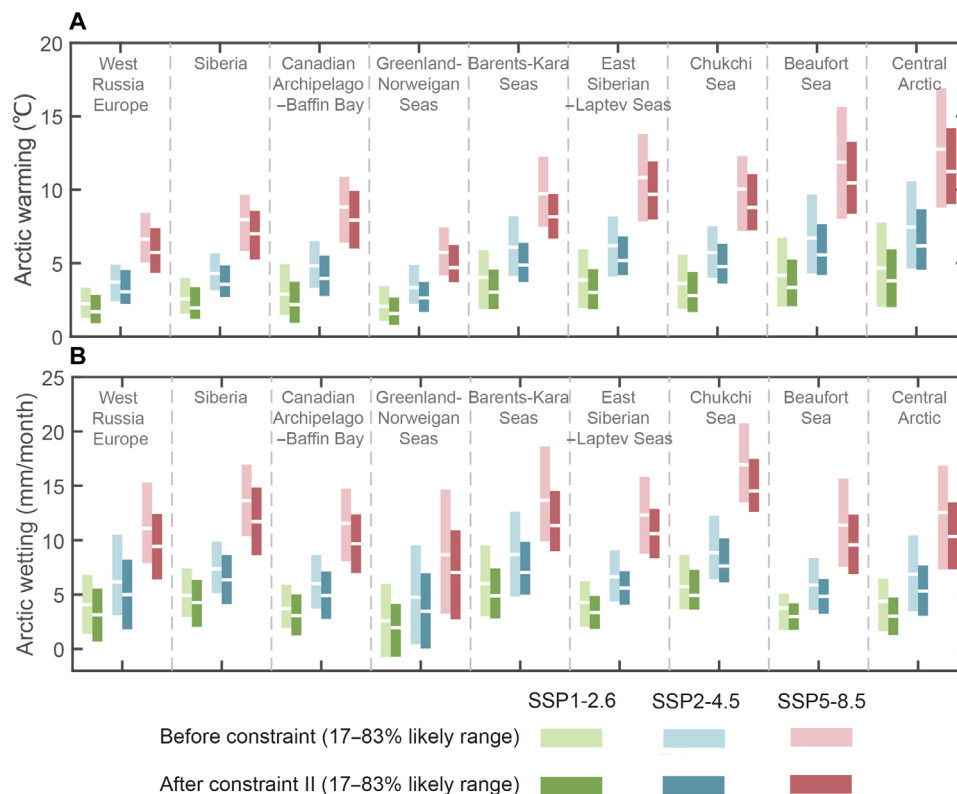 A
20
15
10
5
0
Arctic warming (℃)
West
Russia
Europe
Siberia
Canadian
Archipelago
–Baffin Bay
Greenland-
Norweigan
Seas
Barents-Kara
Seas
East
Siberian
–Laptev Seas
Chukchi
Sea
Beaufort
Sea
Central
Arctic
B
25
20
15
10
5
0
Arctic wetting (mm/month)
West
Russia
Europe
Siberia
Canadian
Archipelago
–Baffin Bay
Greenland-
Norweigan
Seas
Barents-Kara
Seas
East
Siberian
–Laptev Seas
Chukchi
Sea
Beaufort
Sea
Central
Arctic
SSP1-2.6 SSP2-4.5 SSP5-8.5
Before constraint (17–83% likely range)
After constraint II (17–83% likely range)